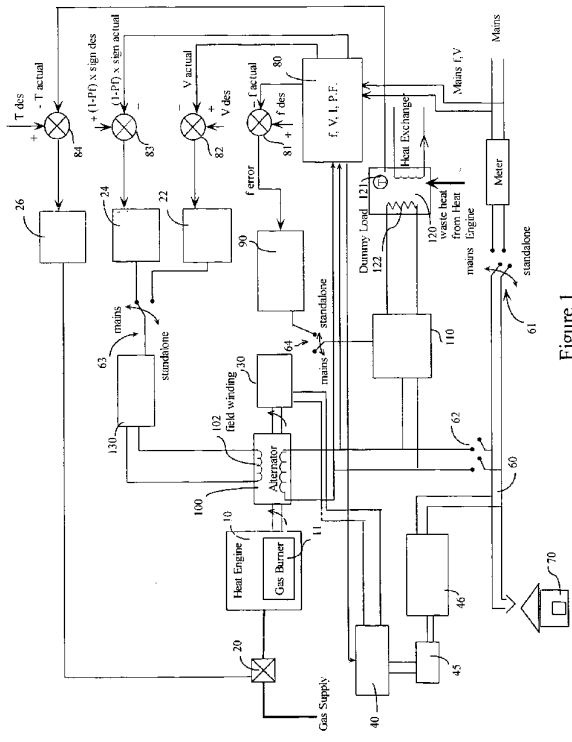 T des
+
- T actual
84
+ (1-Pf) x sign des
(1-Pf) x sign actual
-
83
-
V actual
+
V des
82
- f actual
+
f des
81
f error
26
24
22
90
80
f, V, I, P.F.
mains
63
standalone
130
102
field winding
100
Alternator
30
10
Heat Engine
Gas Burner
11
20
Gas Supply
standalone
64
mains
110
Dummy Load
121
T
122
Heat Exchanger
120
waste heat
from Heat
Engine
Mains f,V
Mains
Meter
mains
standalone
61
62
60
40
45
46
70
Figure 1